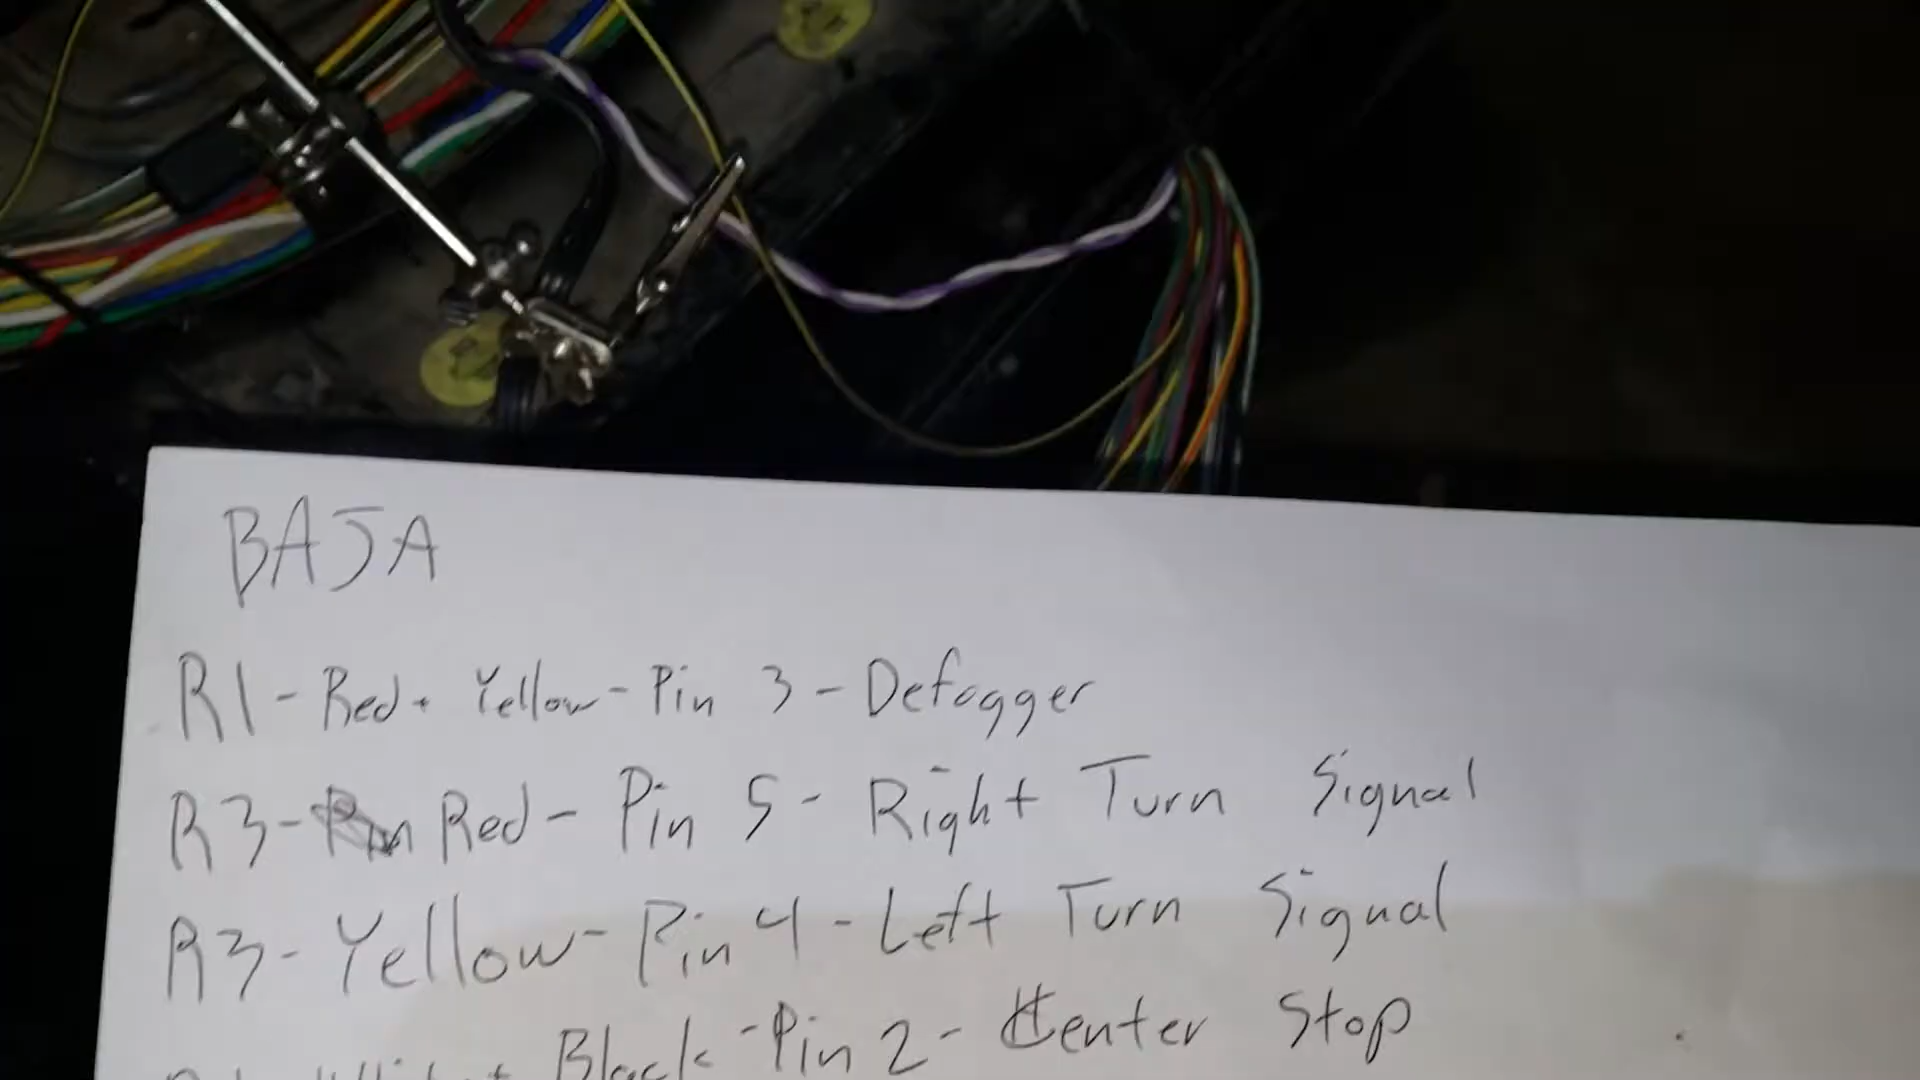 BAJA
R1-Red + Yellow-Pin 3-Defogger
R3- Red-Pin 5-Right Turn Signal
R3-Yellow-Pin 4-Left Turn Signal
Black-Pin 2-Center Stop